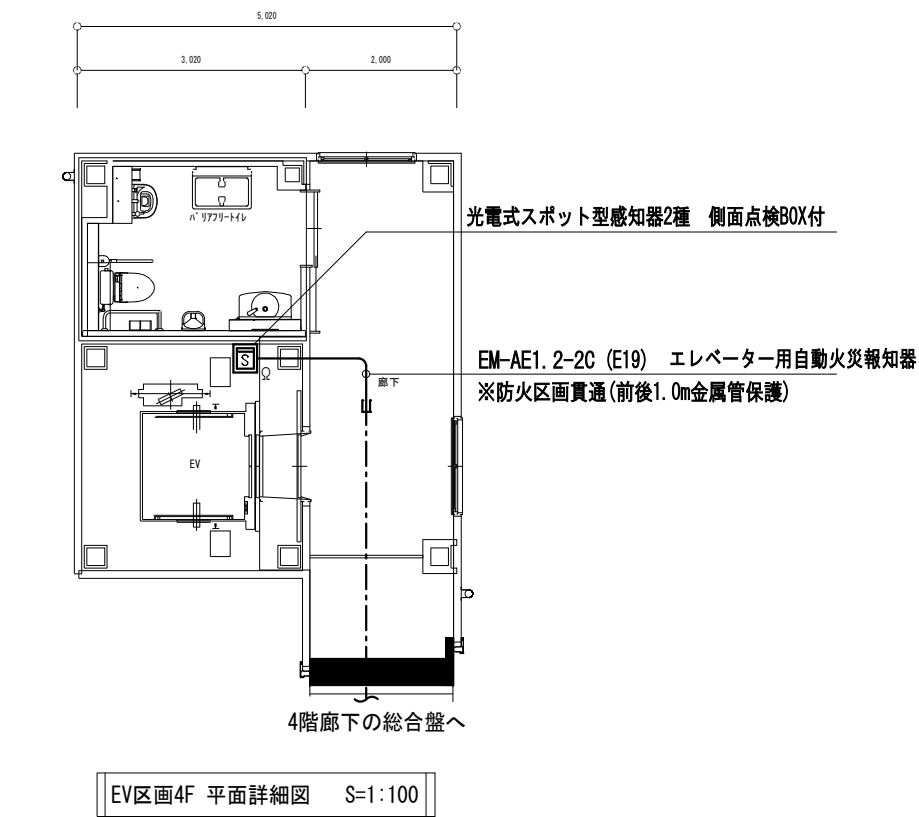 5,020
3,020
2,000
バリアフリートイレ
光電式スポット型感知器2種 側面点検BOX付
S
EM-AE1.2-2C (E19) エレベーター用自動火災報知器
※防火区画貫通(前後1.0m金属管保護)
廊下
EV
4階廊下の総合盤へ
EV区画4F 平面詳細図 S=1:100